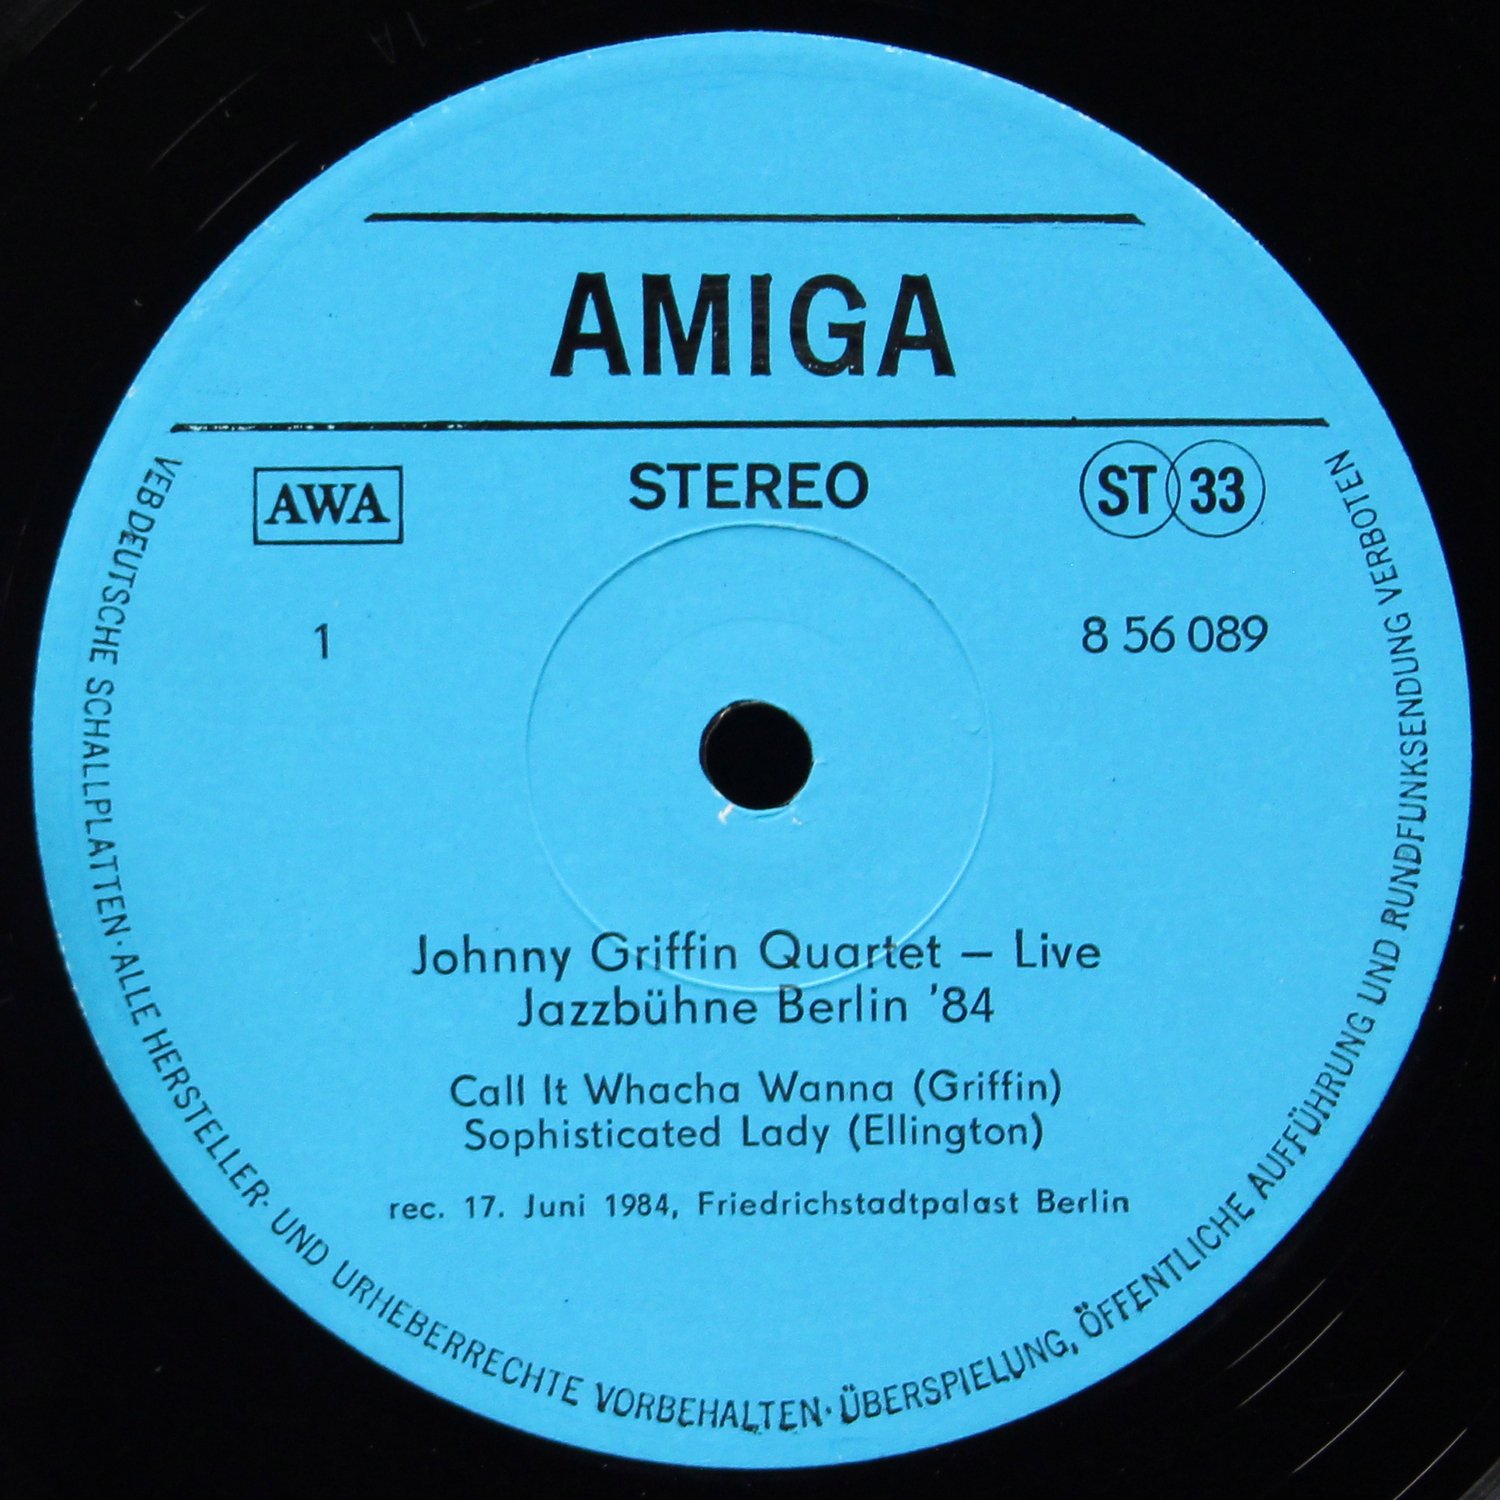 AMIGA
AWA
STEREO
ST 33
1
8 56 089
Johnny Griffin Quartet – Live
Jazzbühne Berlin '84
Call It Whacha Wanna (Griffin)
Sophisticated Lady (Ellington)
rec. 17. Juni 1984, Friedrichstadtpalast Berlin
VEB DEUTSCHE SCHALLPLATTEN · ALLE HERSTELLER- UND URHEBERRECHTE VORBEHALTEN · ÜBERSPIELUNG, ÖFFENTLICHE AUFFÜHRUNG UND RUNDFUNKSENDUNG VERBOTEN